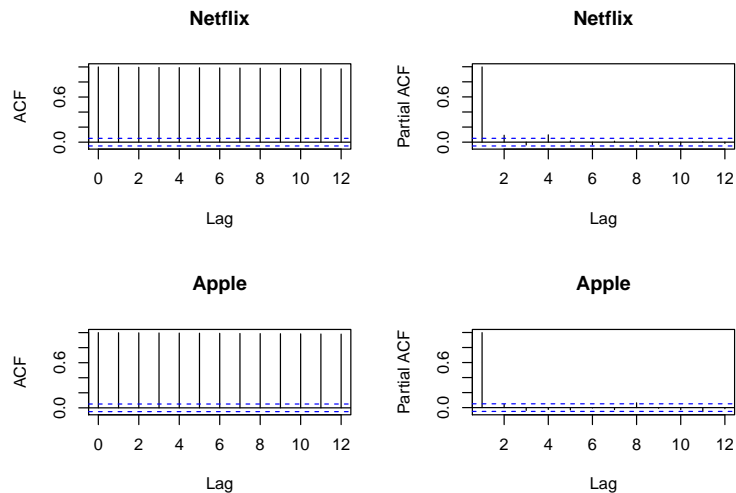 Netflix
ACF
0.0 0.6
0 2 4 6 8 10 12
Lag
Netflix
Partial ACF
0.0 0.6
2 4 6 8 10 12
Lag
Apple
ACF
0.0 0.6
0 2 4 6 8 10 12
Lag
Apple
Partial ACF
0.0 0.6
2 4 6 8 10 12
Lag